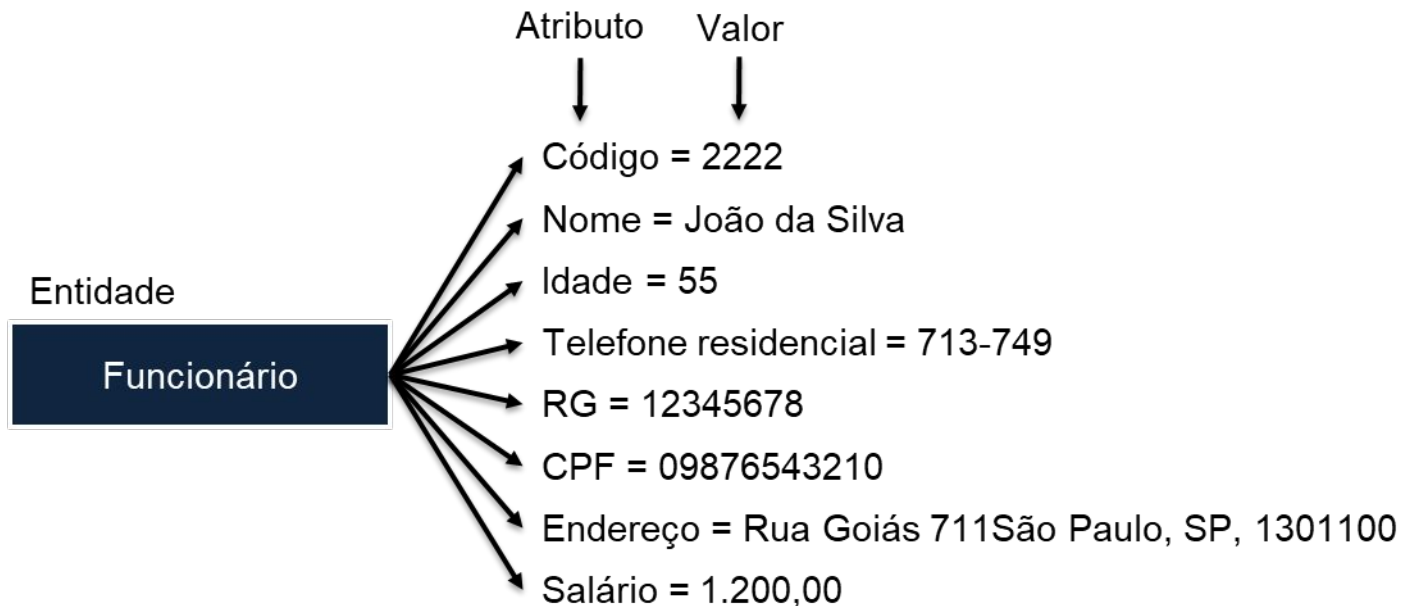 Atributo Valor
Código = 2222
Nome = João da Silva
Idade = 55
Entidade
Telefone residencial = 713-749
Funcionário
RG = 12345678
CPF = 09876543210
Endereço = Rua Goiás 711São Paulo, SP, 1301100
Salário = 1.200,00